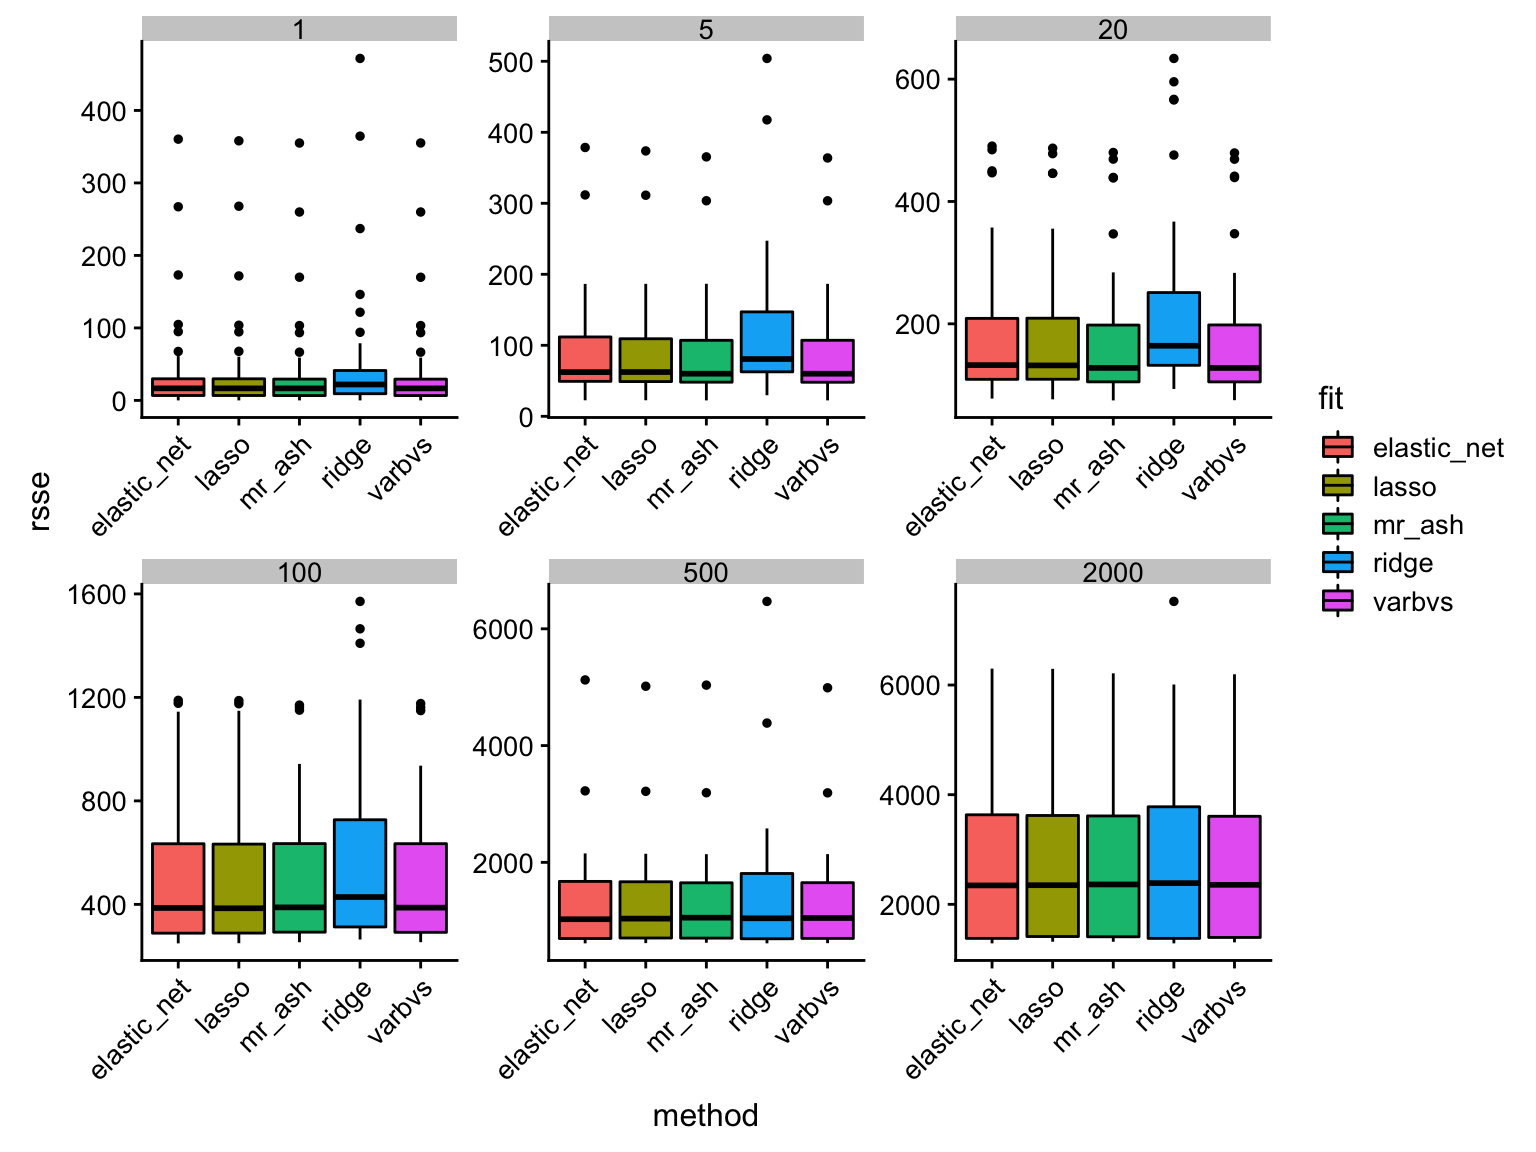 1
5
20
400
300
200
100
0
500
400
300
200
100
0
600
400
200
elastic_net
lasso
mr_ash
ridge
varbvs
elastic_net
lasso
mr_ash
ridge
varbvs
elastic_net
lasso
mr_ash
ridge
varbvs
rsse
100
500
2000
1600
1200
800
400
6000
4000
2000
6000
4000
2000
elastic_net
lasso
mr_ash
ridge
varbvs
elastic_net
lasso
mr_ash
ridge
varbvs
elastic_net
lasso
mr_ash
ridge
varbvs
method
fit
elastic_net
lasso
mr_ash
ridge
varbvs